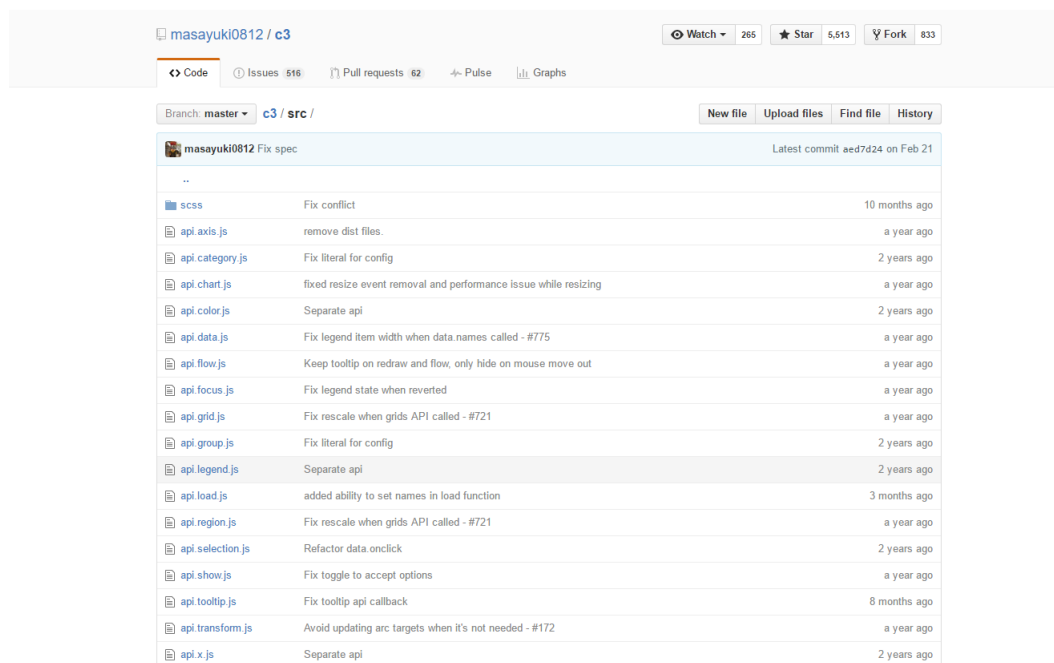 masayuki0812 / c3 Watch 265 Star 5,513 Fork 833
Code Issues 516 Pull requests 62 Pulse Graphs
Branch: master c3 / src / New file Upload files Find file History
masayuki0812 Fix spec Latest commit aed7d24 on Feb 21
..
scss Fix conflict 10 months ago
api.axis.js remove dist files. a year ago
api.category.js Fix literal for config 2 years ago
api.chart.js fixed resize event removal and performance issue while resizing a year ago
api.color.js Separate api 2 years ago
api.data.js Fix legend item width when data.names called - #775 a year ago
api.flow.js Keep tooltip on redraw and flow, only hide on mouse move out a year ago
api.focus.js Fix legend state when reverted a year ago
api.grid.js Fix rescale when grids API called - #721 a year ago
api.group.js Fix literal for config 2 years ago
api.legend.js Separate api 2 years ago
api.load.js added ability to set names in load function 3 months ago
api.region.js Fix rescale when grids API called - #721 a year ago
api.selection.js Refactor data.onclick 2 years ago
api.show.js Fix toggle to accept options a year ago
api.tooltip.js Fix tooltip api callback 8 months ago
api.transform.js Avoid updating arc targets when it's not needed - #172 a year ago
api.x.js Separate api 2 years ago